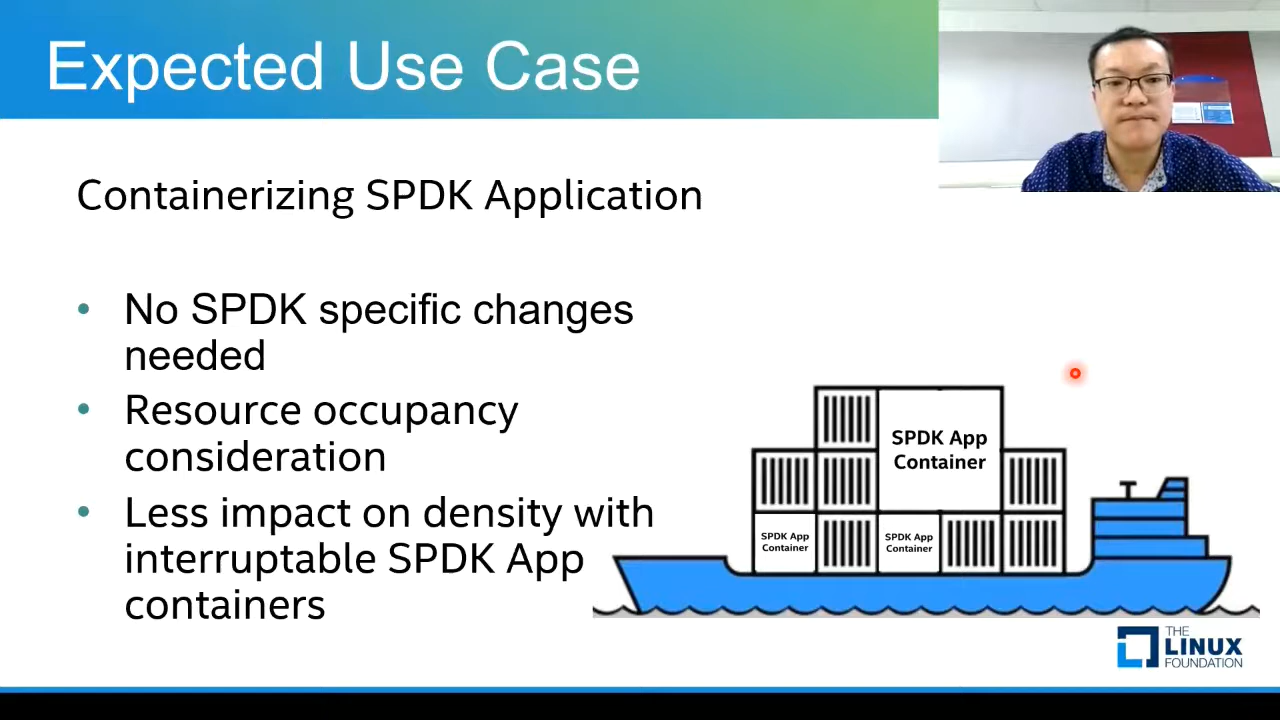 Expected Use Case
Containerizing SPDK Application
• No SPDK specific changes
needed
• Resource occupancy
consideration
• Less impact on density with
interruptable SPDK App
containers
SPDK App
Container
SPDK App
Container
SPDK App
Container
THE
LINUX
FOUNDATION